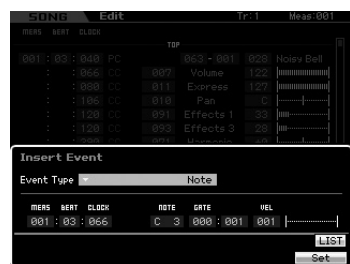 SONG Edit Tr:1 Meas:001
MEAS BEAT CLOCK
TOP
001 : 03 : 040 PC 063 - 001 028 Noisy Bell
: : 066 CC 007 Volume 122
: : 080 CC 011 Express 127
: : 106 CC 010 Pan C
: : 120 CC 091 Effects 1 33
: : 120 CC 093 Effects 3 28
Insert Event
Event Type Note
MEAS BEAT CLOCK NOTE GATE VEL
001 : 03 : 066 C 3 000 : 001 001
LIST
Set